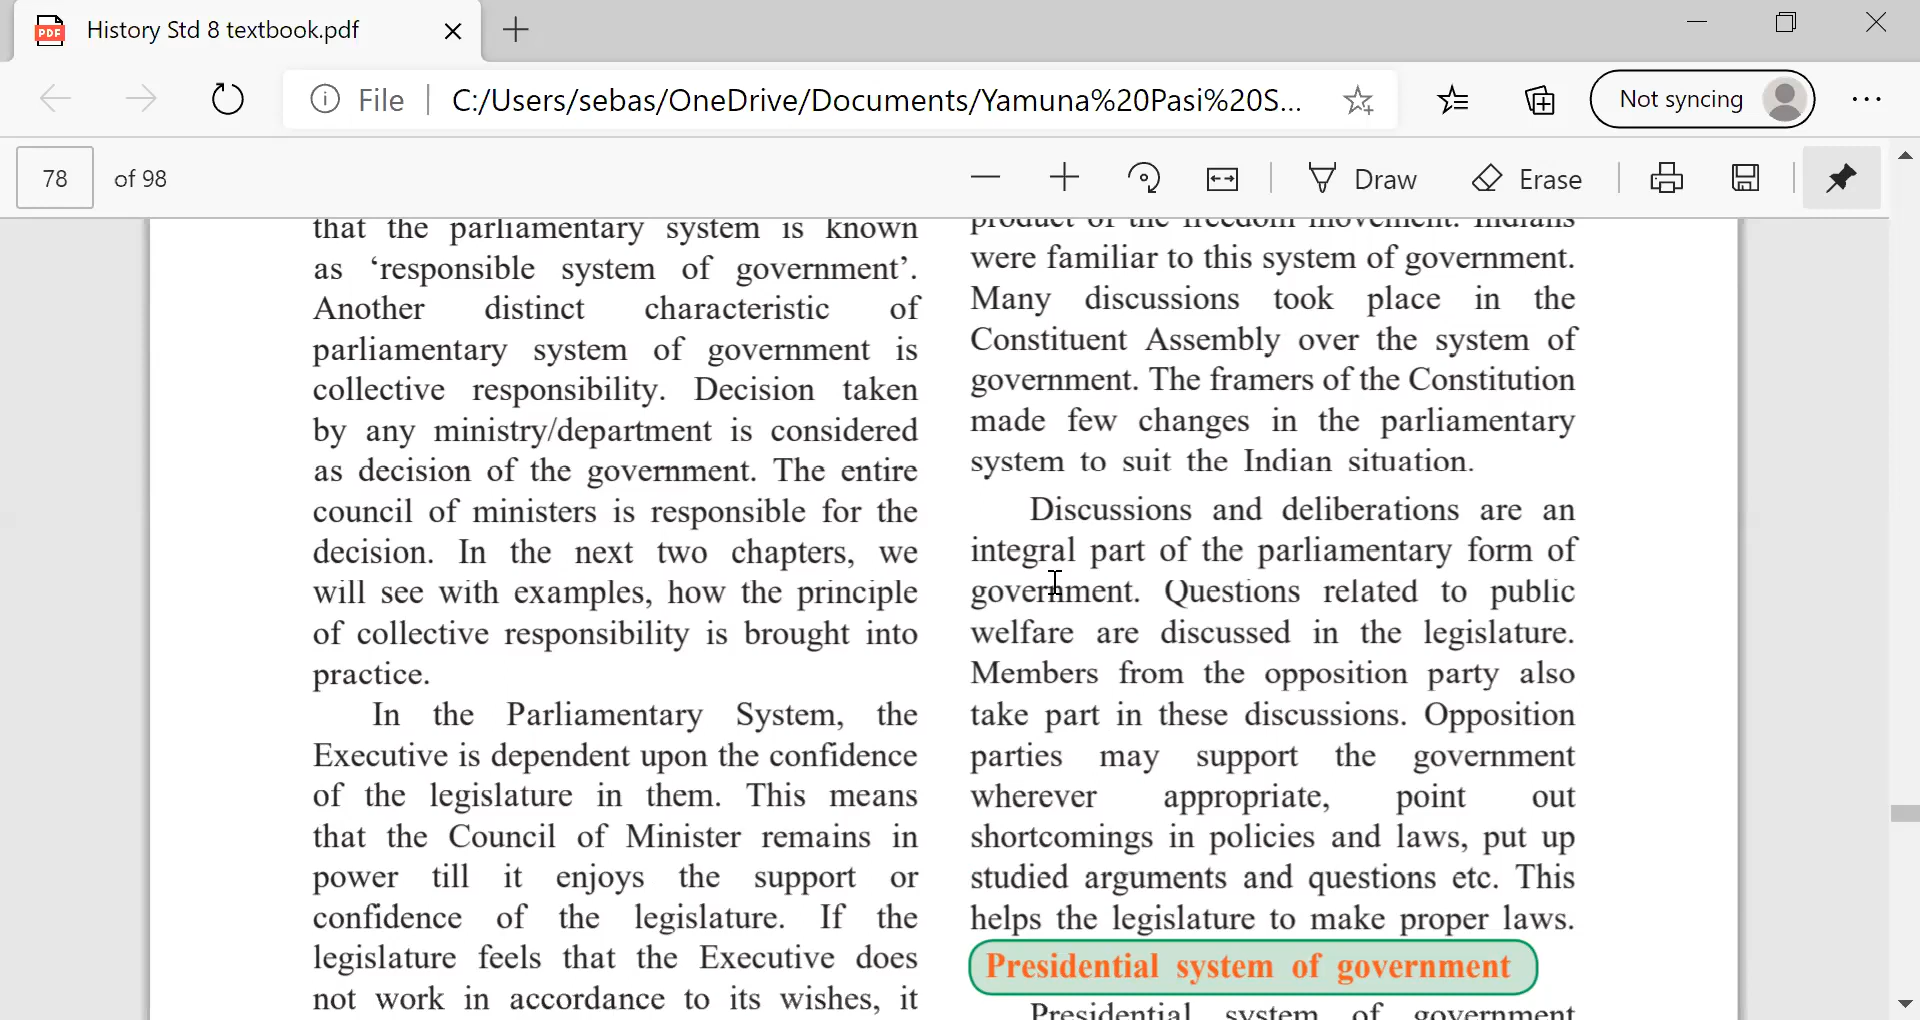 History Std 8 textbook.pdf
File
C:/Users/sebas/OneDrive/Documents/Yamuna%20Pasi%20S...
Not syncing
78 of 98
Draw
Erase
that the parliamentary system is known
as ‘responsible system of government’.
Another distinct characteristic of
parliamentary system of government is
collective responsibility. Decision taken
by any ministry/department is considered
as decision of the government. The entire
council of ministers is responsible for the
decision. In the next two chapters, we
will see with examples, how the principle
of collective responsibility is brought into
practice.
In the Parliamentary System, the
Executive is dependent upon the confidence
of the legislature in them. This means
that the Council of Minister remains in
power till it enjoys the support or
confidence of the legislature. If the
legislature feels that the Executive does
not work in accordance to its wishes, it
product of the freedom movement. Indians
were familiar to this system of government.
Many discussions took place in the
Constituent Assembly over the system of
government. The framers of the Constitution
made few changes in the parliamentary
system to suit the Indian situation.
Discussions and deliberations are an
integral part of the parliamentary form of
government. Questions related to public
welfare are discussed in the legislature.
Members from the opposition party also
take part in these discussions. Opposition
parties may support the government
wherever appropriate, point out
shortcomings in policies and laws, put up
studied arguments and questions etc. This
helps the legislature to make proper laws.
Presidential system of government
Presidential system of government